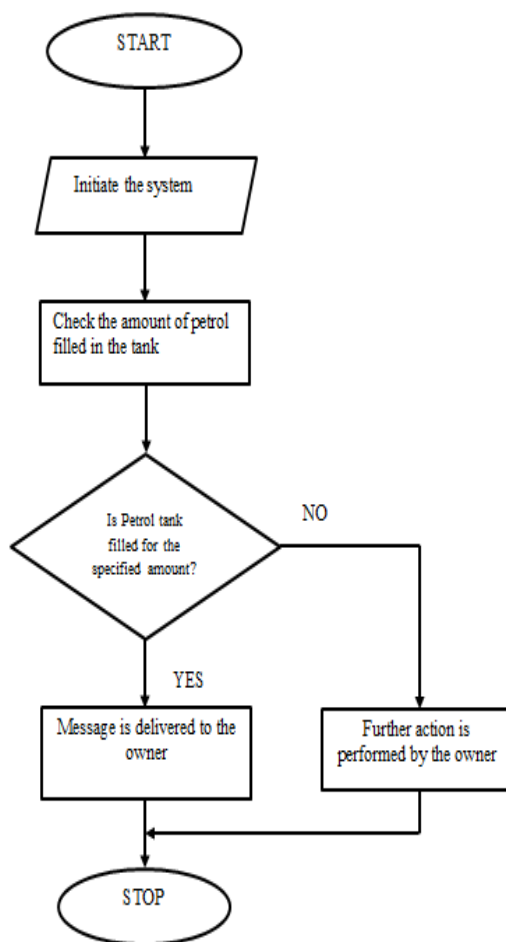 START
Initiate the system
Check the amount of petrol
filled in the tank
Is Petrol tank
filled for the
specified amount?
NO
YES
Message is delivered to the
owner
Further action is
performed by the owner
STOP